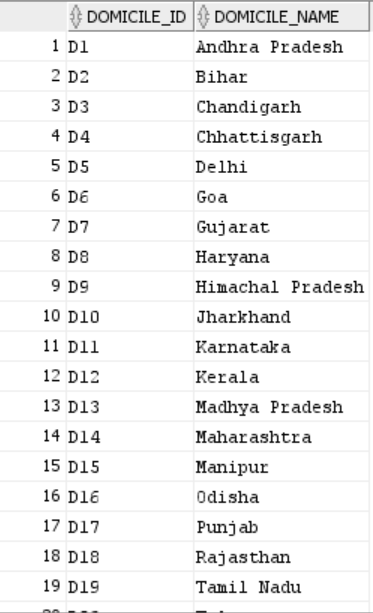 DOMICILE_ID DOMICILE_NAME
1 D1 Andhra Pradesh
2 D2 Bihar
3 D3 Chandigarh
4 D4 Chhattisgarh
5 D5 Delhi
6 D6 Goa
7 D7 Gujarat
8 D8 Haryana
9 D9 Himachal Pradesh
10 D10 Jharkhand
11 D11 Karnataka
12 D12 Kerala
13 D13 Madhya Pradesh
14 D14 Maharashtra
15 D15 Manipur
16 D16 Odisha
17 D17 Punjab
18 D18 Rajasthan
19 D19 Tamil Nadu